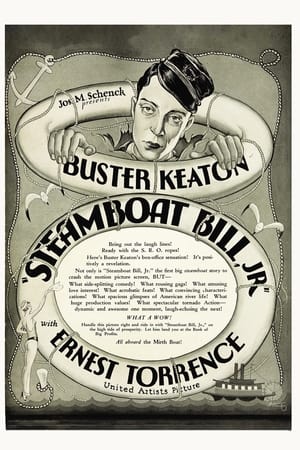 Jos. M. Schenck
presents
BUSTER KEATON
"STEAMBOAT BILL JR."
Bring out the laugh lines!
Ready with the S. R. O. ropes!
Here's Buster Keaton's box-office sensation! It's posi-
tively a revelation.
Not only is "Steamboat Bill, Jr." the first big steamboat story to
crash the motion picture screen, BUT—
What side-splitting comedy! What rousing gags! What amusing
love interest! What acrobatic feats! What convincing characteri-
zations! What spacious glimpses of American river life! What
huge production values! What spectacular tornado Action—
dynamic and awesome one moment, laugh-echoing the next!
WHAT A WOW!
Handle this picture right and ride in with "Steamboat Bill, Jr.," on
the high tide of prosperity. Let him land you at the Bank of
Big Profits.
All aboard the Mirth Boat!
With
ERNEST TORRENCE
United Artists Picture